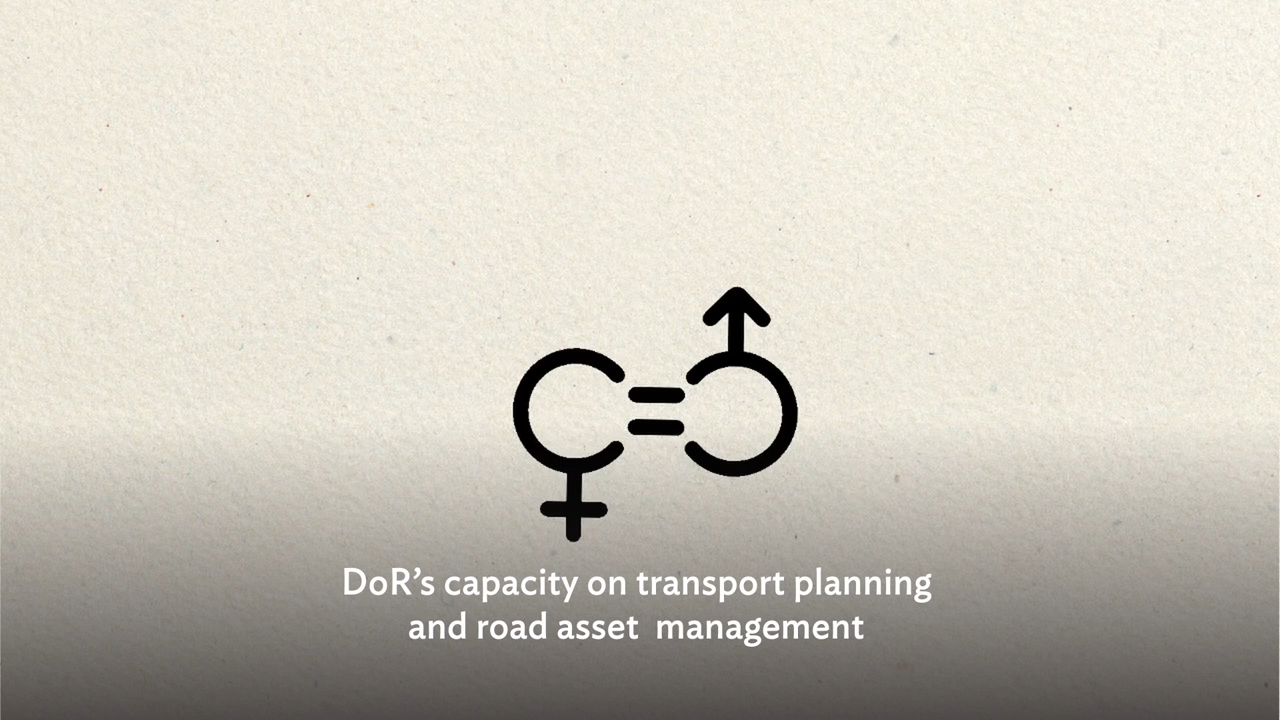 DoR’s capacity on transport planning
and road asset  management